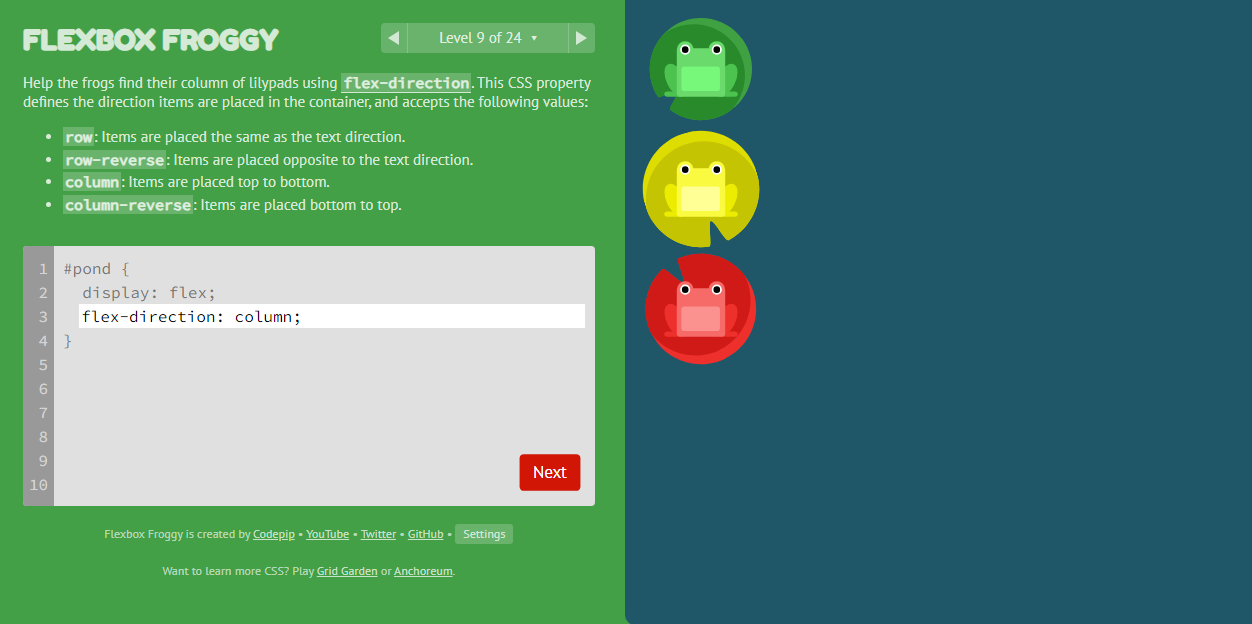 FLEXBOX FROGGY
Level 9 of 24 ▾
Help the frogs find their column of lilypads using flex-direction. This CSS property
defines the direction items are placed in the container, and accepts the following values:
• row: Items are placed the same as the text direction.
• row-reverse: Items are placed opposite to the text direction.
• column: Items are placed top to bottom.
• column-reverse: Items are placed bottom to top.
1 #pond {
2 display: flex;
3 flex-direction: column;
4 }
5
6
7
8
9
10
Next
Flexbox Froggy is created by Codepip • YouTube • Twitter • GitHub • Settings
Want to learn more CSS? Play Grid Garden or Anchoreum.